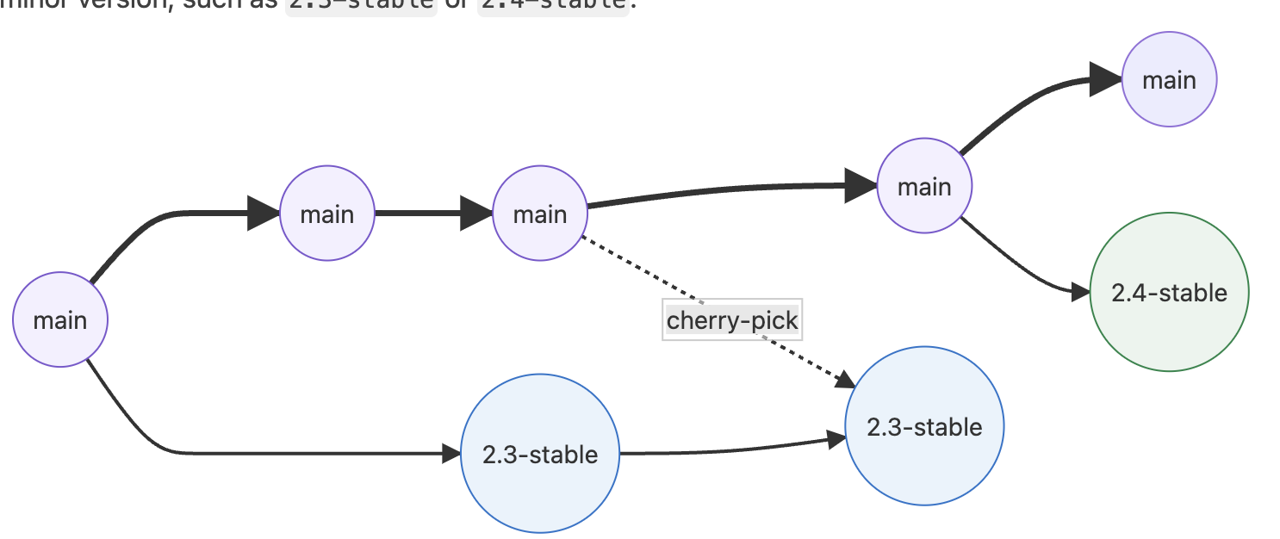 minor version, such as 2.3-stable or 2.4-stable.
main
main
main
main
main
cherry-pick
2.4-stable
2.3-stable
2.3-stable